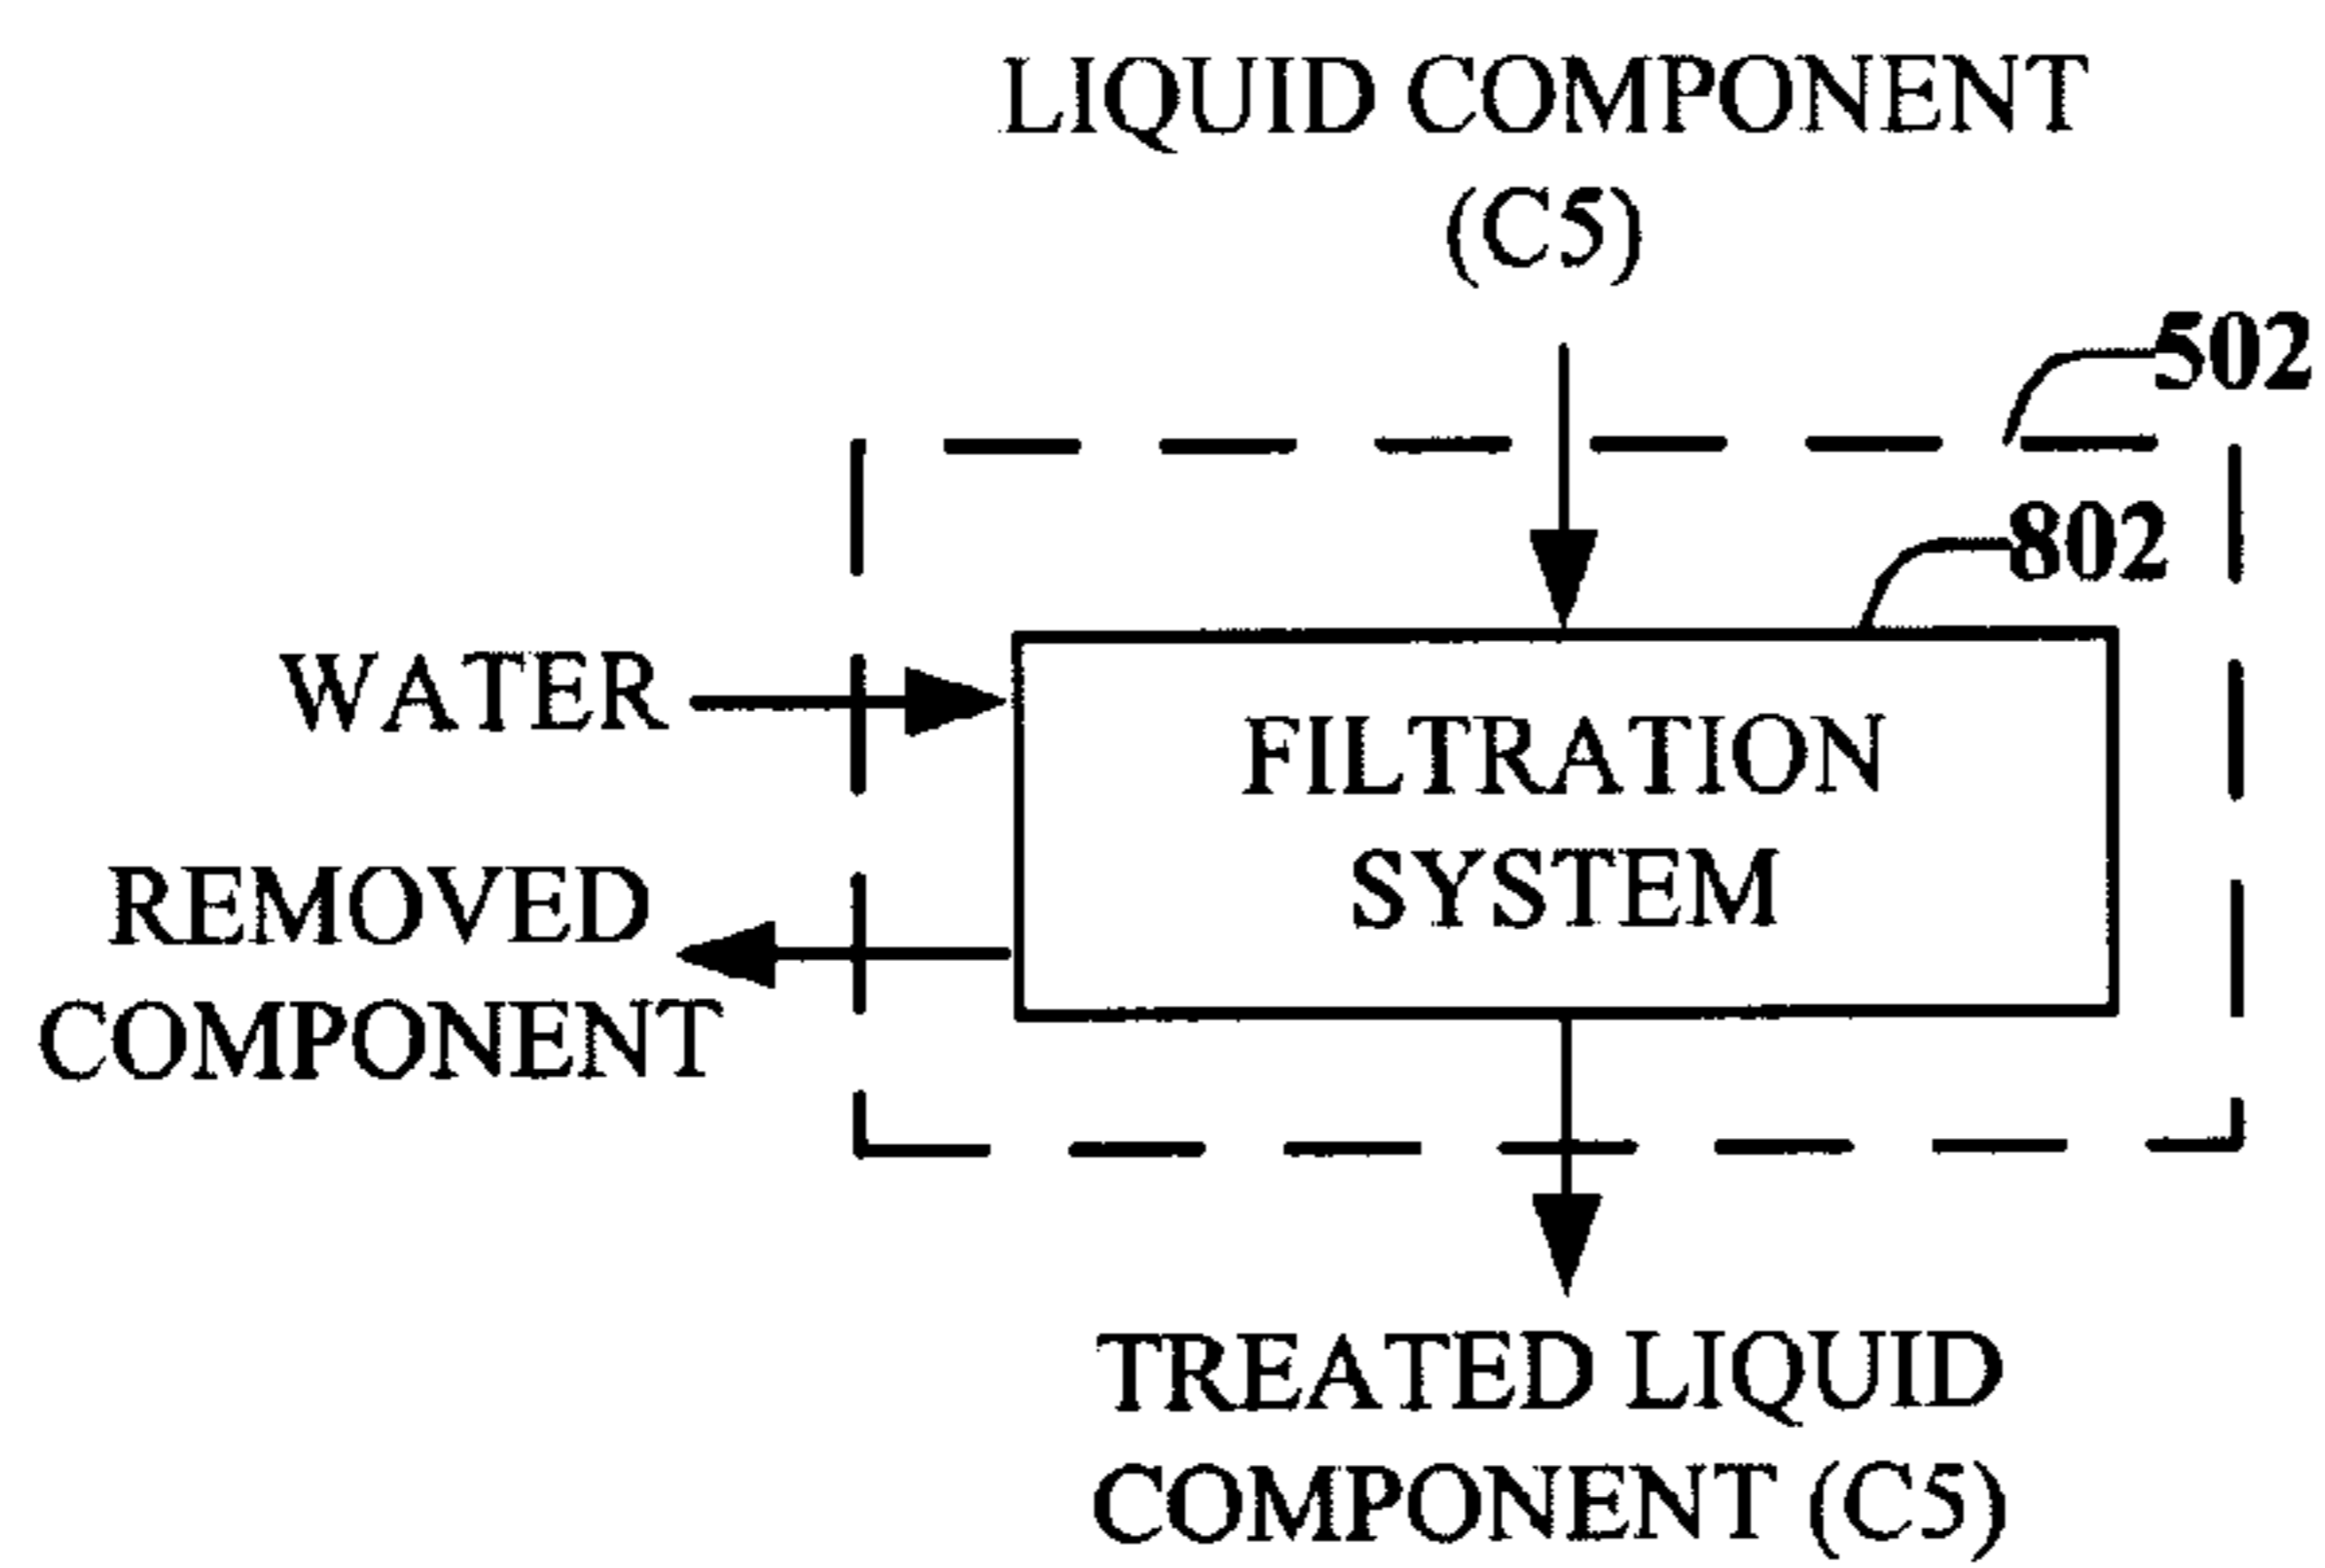 LIQUID COMPONENT
(C5)
502
802
WATER
FILTRATION
SYSTEM
REMOVED
COMPONENT
TREATED LIQUID
COMPONENT (C5)